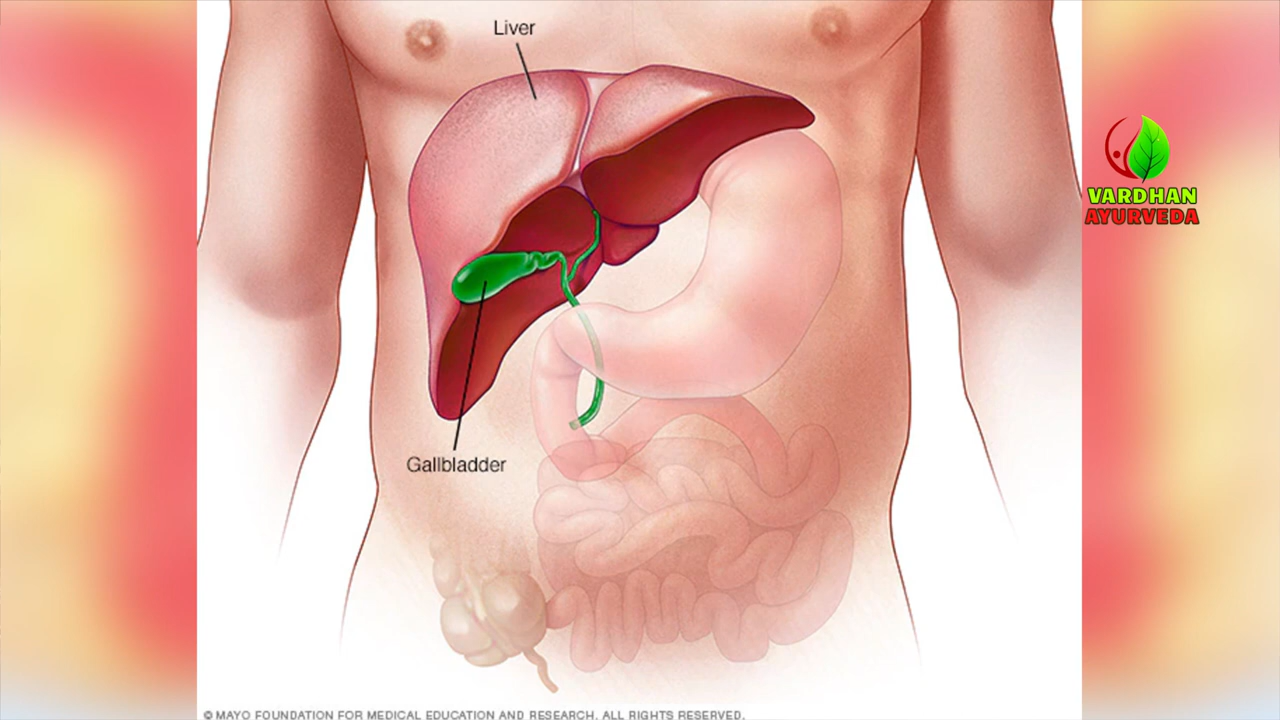 Liver
VARDHAN
AYURVEDA
Gallbladder
© MAYO FOUNDATION FOR MEDICAL EDUCATION AND RESEARCH. ALL RIGHTS RESERVED.